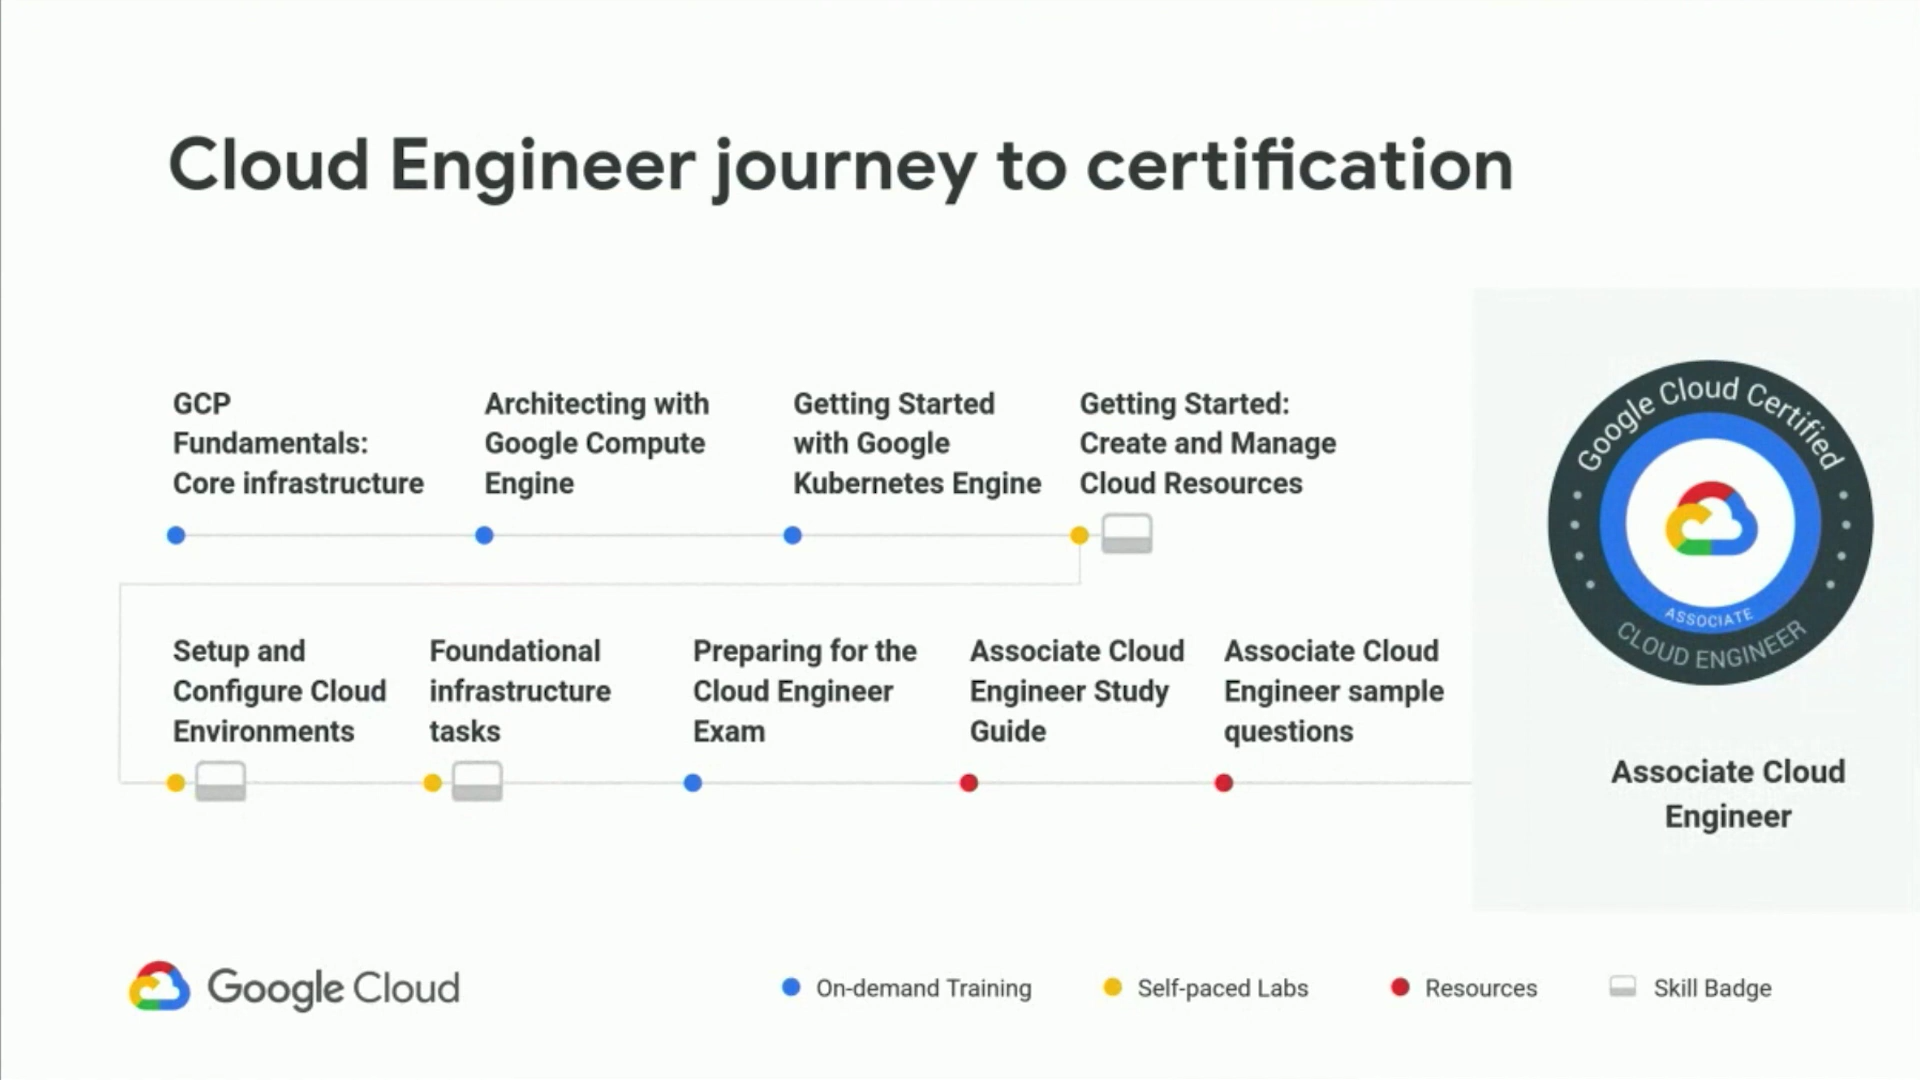 Cloud Engineer journey to certification
GCP
Fundamentals:
Core infrastructure
Architecting with
Google Compute
Engine
Getting Started
with Google
Kubernetes Engine
Getting Started:
Create and Manage
Cloud Resources
Setup and
Configure Cloud
Environments
Foundational
infrastructure
tasks
Preparing for the
Cloud Engineer
Exam
Associate Cloud
Engineer Study
Guide
Associate Cloud
Engineer sample
questions
Google Cloud Certified
ASSOCIATE
CLOUD ENGINEER
Associate Cloud
Engineer
Google Cloud
On-demand Training
Self-paced Labs
Resources
Skill Badge